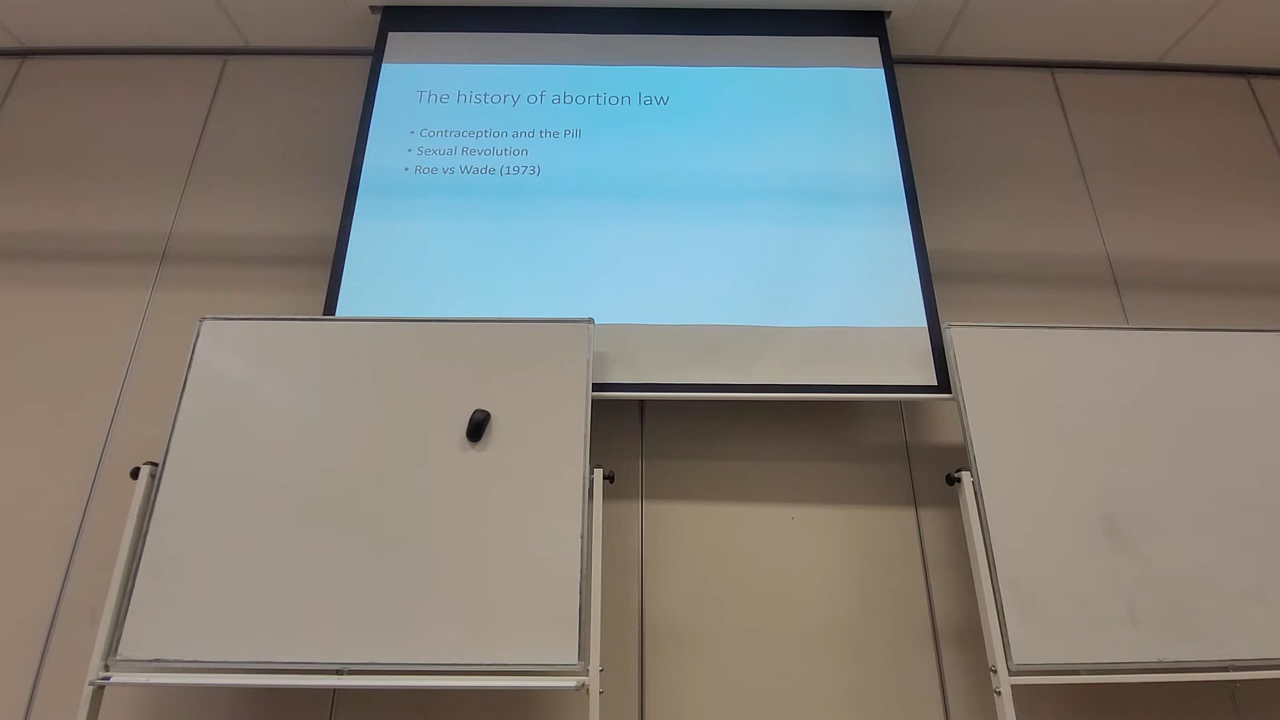 The history of abortion law
• Contraception and the Pill
• Sexual Revolution
• Roe vs Wade (1973)